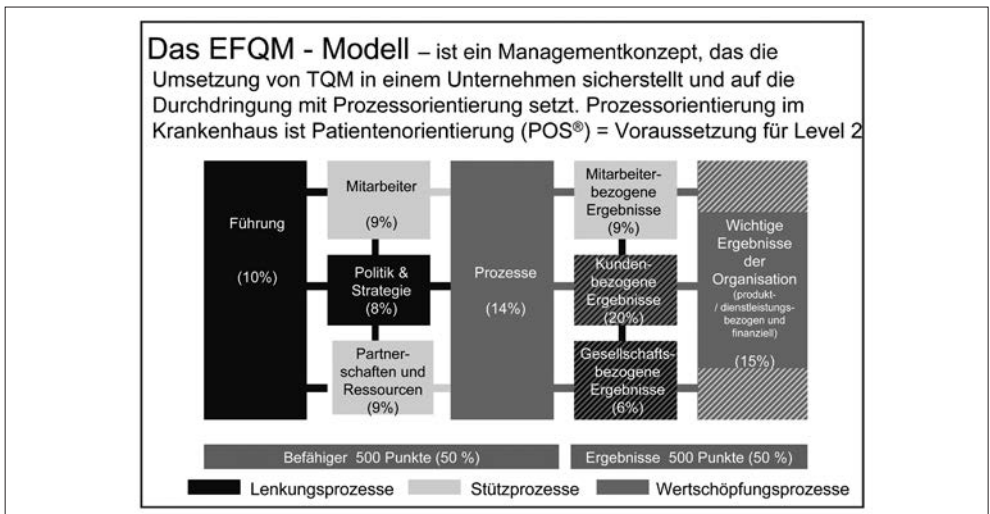 Das EFQM - Modell – ist ein Managementkonzept, das die
Umsetzung von TQM in einem Unternehmen sicherstellt und auf die
Durchdringung mit Prozessorientierung setzt. Prozessorientierung im
Krankenhaus ist Patientenorientierung (POS®) = Voraussetzung für Level 2
Führung
(10%)
Mitarbeiter
(9%)
Politik &
Strategie
(8%)
Partner-
schaften und
Ressourcen
(9%)
Prozesse
(14%)
Mitarbeiter-
bezogene
Ergebnisse
(9%)
Kunden-
bezogene
Ergebnisse
(20%)
Gesellschafts-
bezogene
Ergebnisse
(6%)
Wichtige
Ergebnisse
der
Organisation
(produkt-
/ dienstleistungs-
bezogen und
finanziell)
(15%)
Befähiger 500 Punkte (50 %)
Ergebnisse 500 Punkte (50 %)
Lenkungsprozesse
Stützprozesse
Wertschöpfungsprozesse